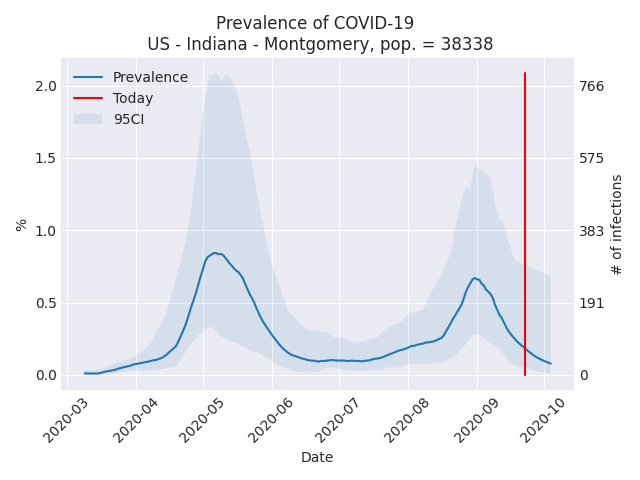 Prevalence of COVID-19
US - Indiana - Montgomery, pop. = 38338
Prevalence
Today
95CI
2.0
1.5
1.0
0.5
0.0
%
766
575
383
191
0
# of infections
2020-03
2020-04
2020-05
2020-06
2020-07
2020-08
2020-09
2020-10
Date